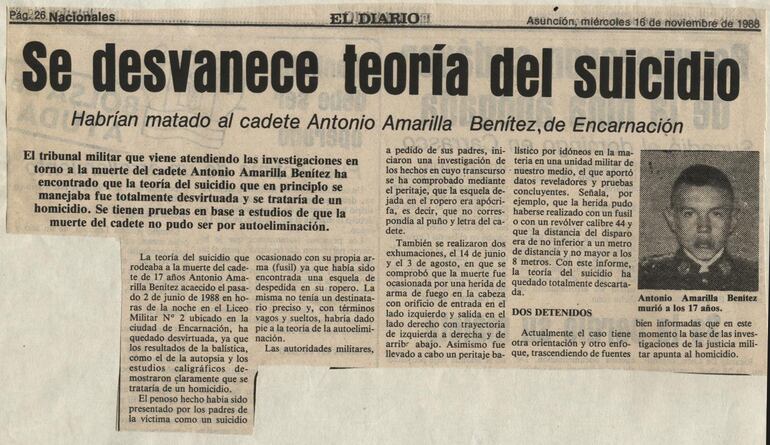 Pág. 26 Nacionales
EL DIARIO
Asunción, miércoles 16 de noviembre de 1988
Se desvanece teoría del suicidio
Habrían matado al cadete Antonio Amarilla Benítez, de Encarnación
El tribunal militar que viene atendiendo las investigaciones en
torno a la muerte del cadete Antonio Amarilla Benítez ha
encontrado que la teoría del suicidio que en principio se
manejaba fue totalmente desvirtuada y se trataría de un
homicidio. Se tienen pruebas en base a estudios de que la
muerte del cadete no pudo ser por autoeliminación.
La teoría del suicidio que
rodeaba a la muerte del cade-
te de 17 años Antonio Ama-
rilla Benítez acaecido el pasa-
do 2 de junio de 1988 en ho-
ras de la noche en el Liceo
Militar Nº 2 ubicado en la
ciudad de Encarnación, ha
quedado desvirtuada, ya que
los resultados de la balística,
como el de la autopsia y los
estudios caligráficos de-
mostraron claramente que se
trataría de un homicidio.
El penoso hecho había sido
presentado por los padres de
la víctima como un suicidio
ocasionado con su propia ar-
ma (fusil) ya que había sido
encontrada una esquela de
despedida en su ropero. La
misma no tenía un destinata-
rio preciso y, con términos
vagos y sueltos, habría dado
pie a la teoría de la autoelimi-
nación.
Las autoridades militares,
a pedido de sus padres, ini-
ciaron una investigación de
los hechos en cuyo transcurso
se ha comprobado mediante
el peritaje, que la esquela deja-
da en el ropero era apócrifa,
es decir, que no correspon-
día al puño y letra del cadete.
También se realizaron dos
exhumaciones, el 14 de junio
y el 3 de agosto, en que se
comprobó que la muerte fue
ocasionada por una herida de
arma de fuego en la cabeza
con orificio de entrada en el
lado izquierdo y salida en el
lado derecho con trayectoria
de izquierda a derecha y de
arrib abajo. Asimismo fue
llevado a cabo un peritaje ba-
lístico por idóneos en la ma-
teria en una unidad militar de
nuestro medio, el que aportó
datos reveladores y pruebas
concluyentes. Señala, por
ejemplo, que la herida pudo
haberse realizado con un fusil
o con un revólver calibre 44 y
que la distancia del disparo
era de no inferior a un metro
de distancia y no mayor a los
8 metros. Con este informe,
la teoría del suicidio ha
quedado totalmente descarta-
da.
DOS DETENIDOS
Actualmente el caso tiene
otra orientación y otro enfo-
que, trascendiendo de fuentes
Antonio Amarilla Benítez
murió a los 17 años.
bien informadas que en este
momento la base de las inves-
tigaciones de la justicia mili-
tar apunta al homicidio.